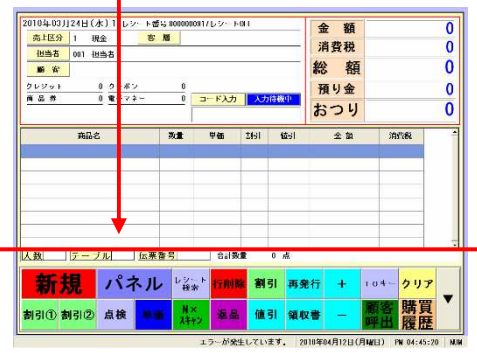 2010年03月24日(水) 1 レシート番号 000000001/レシートOFF
売上区分 1 現金 客層
担当者 001 担当者
顧客
クレジット 0 クーポン 0
商品券 0 電子マネー 0 コード入力 入力待機中
金額 0
消費税 0
総額 0
預り金 0
おつり 0
商品名 数量 単価 割引 値引 金額 消費税
人数 テーブル 伝票番号 合計数量 0 点
新規 パネル レシート検索 行削除 割引 再発行 + クリア
割引① 割引② 点検 単価 N×スキャン 返品 値引 領収書 − 顧客呼出 購買履歴 ▼
エラーが発生しています。 2010年04月12日(月曜日) PM 04:45:20 NUM